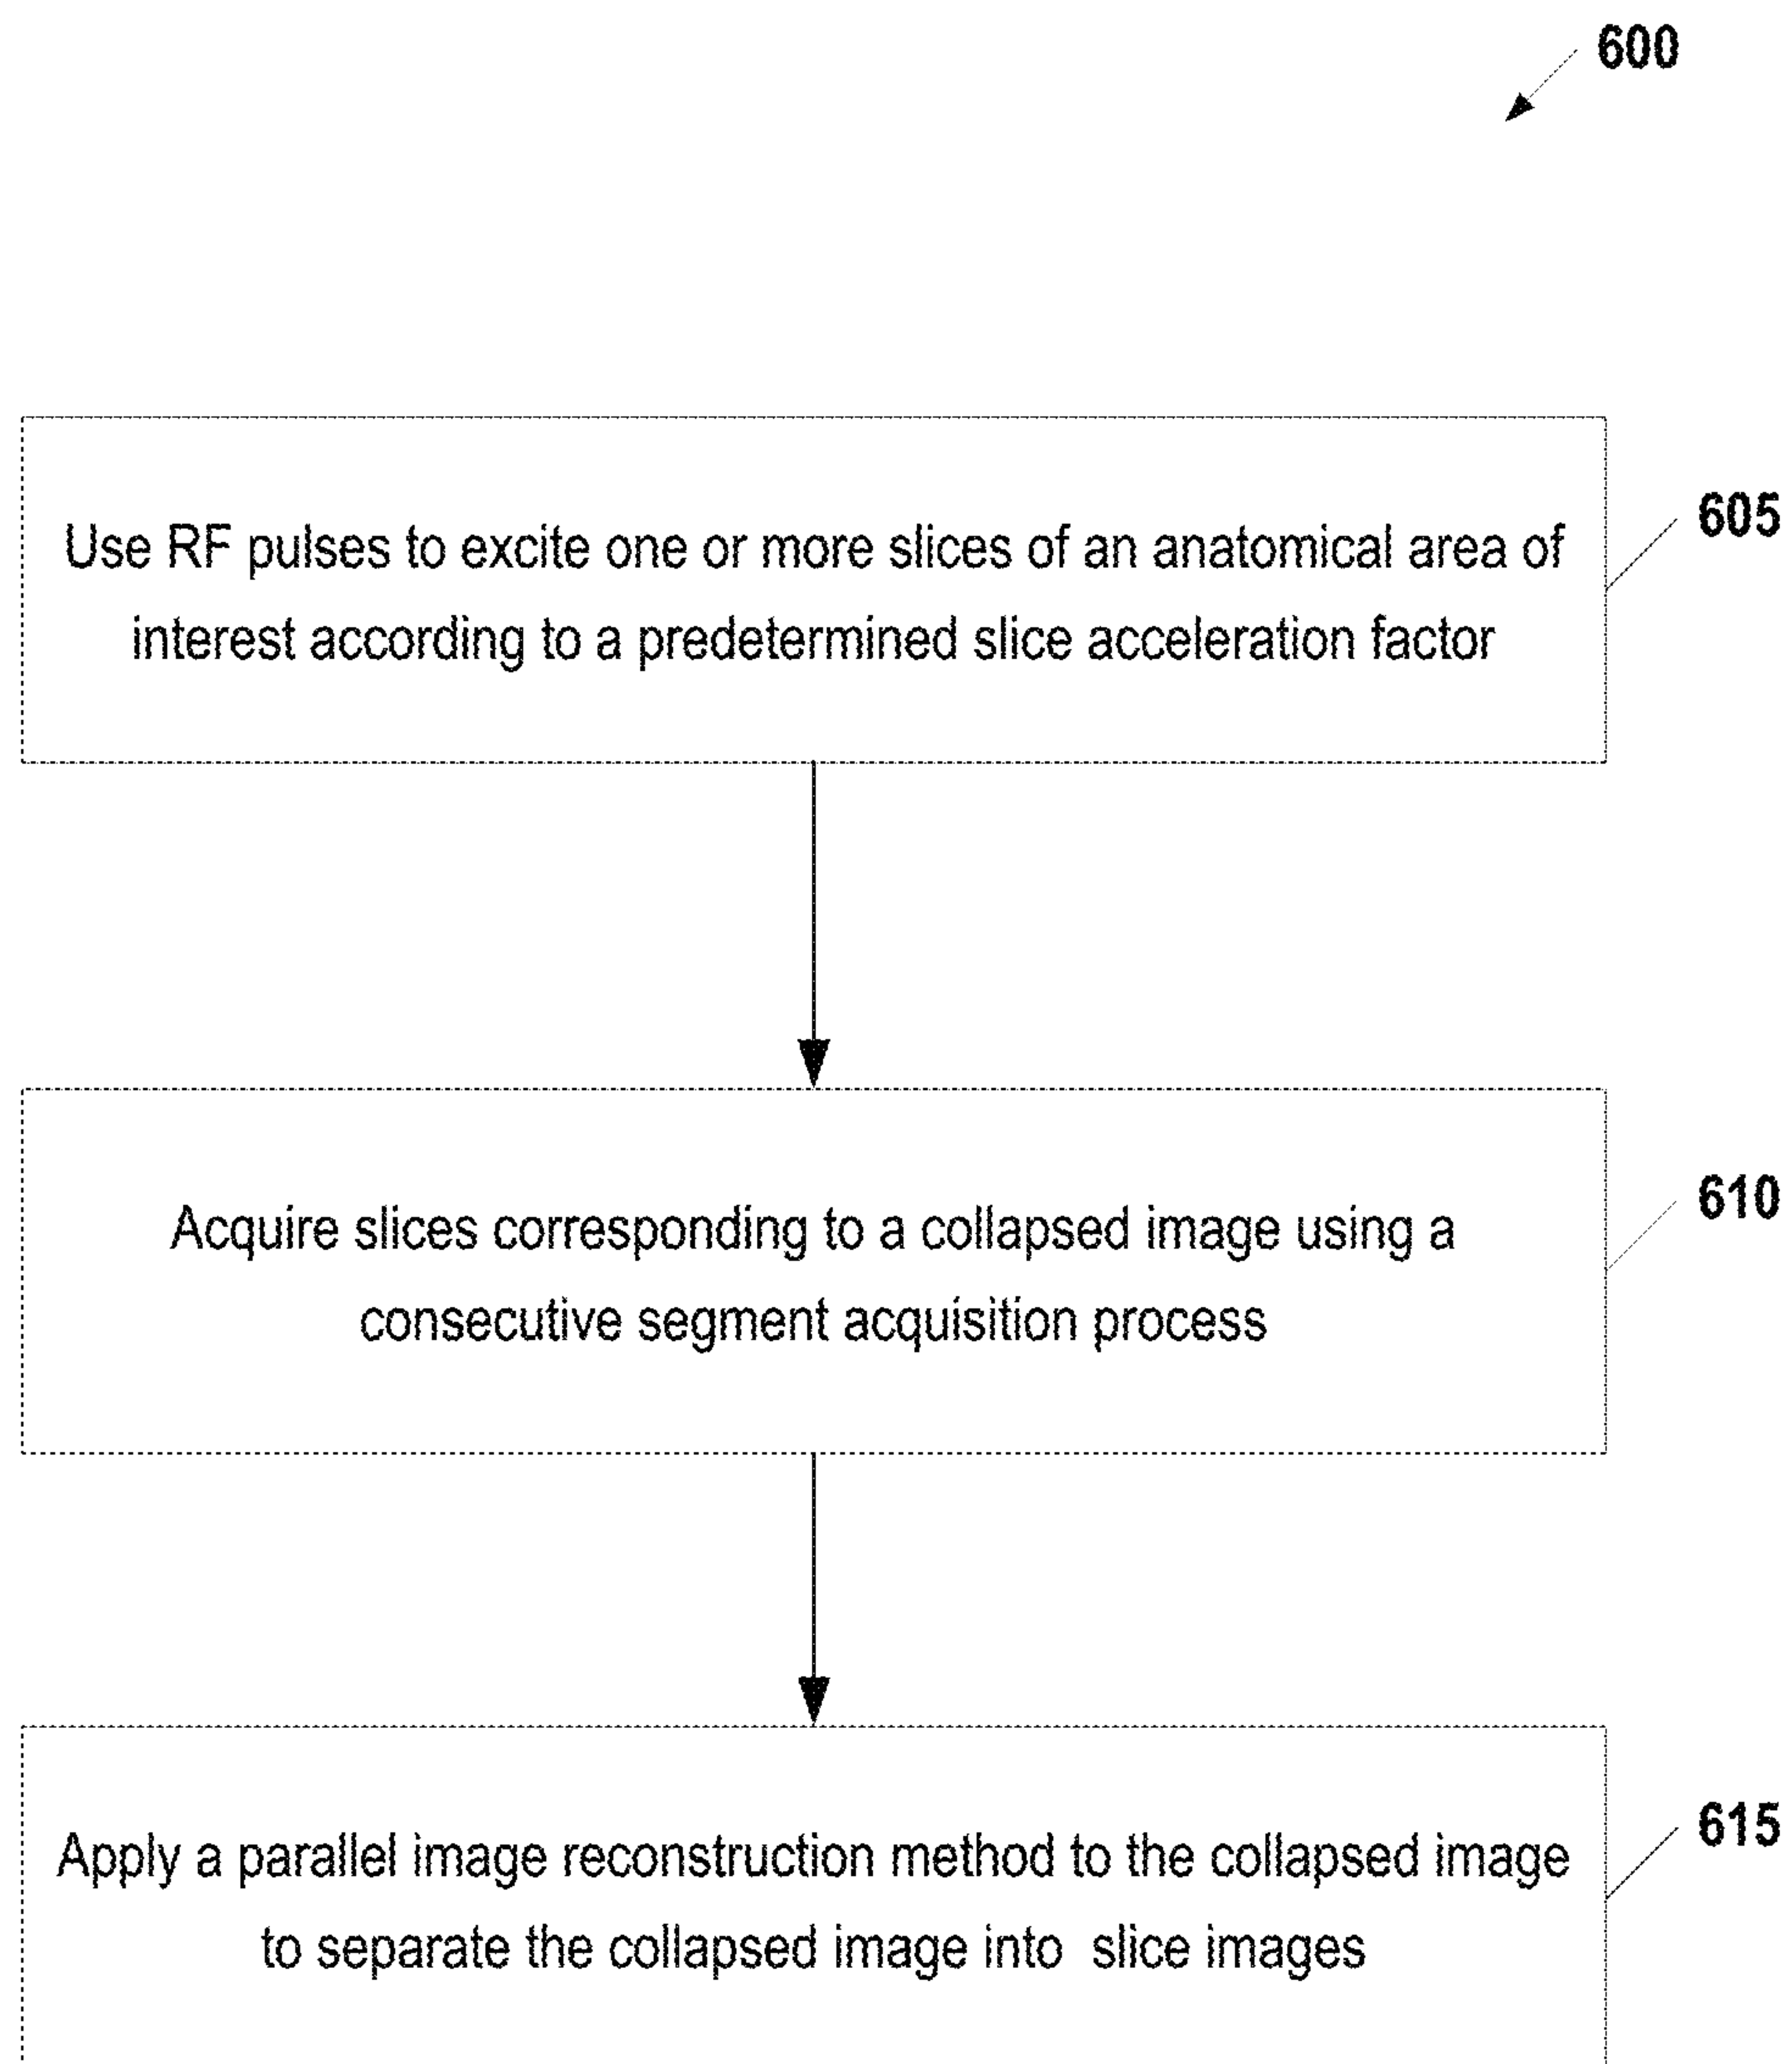 600
Use RF pulses to excite one or more slices of an anatomical area of
interest according to a predetermined slice acceleration factor
605
Acquire slices corresponding to a collapsed image using a
consecutive segment acquisition process
610
Apply a parallel image reconstruction method to the collapsed image
to separate the collapsed image into  slice images
615